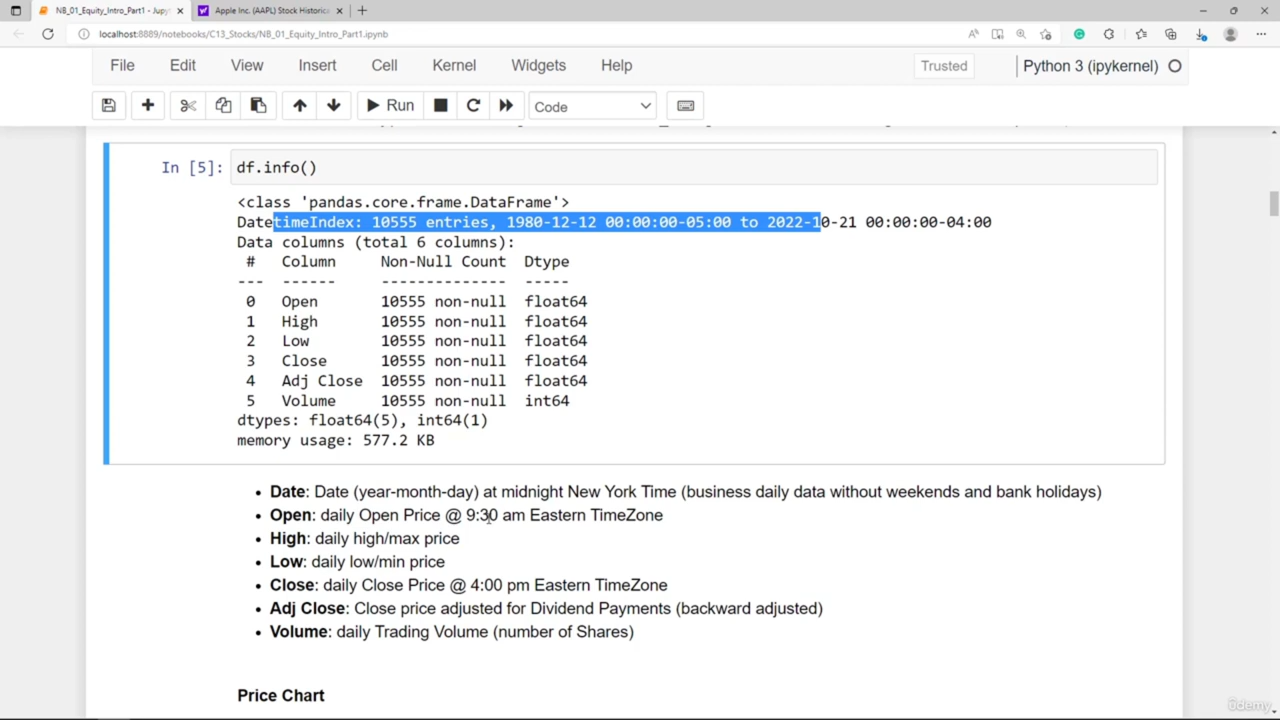 NB_01_Equity_Intro_Part1 - Jupyt
Apple Inc. (AAPL) Stock Historica
localhost:8889/notebooks/C13_Stocks/NB_01_Equity_Intro_Part1.ipynb
File Edit View Insert Cell Kernel Widgets Help Trusted Python 3 (ipykernel)
Run Code
In [5]: df.info()
<class 'pandas.core.frame.DataFrame'>
DatetimeIndex: 10555 entries, 1980-12-12 00:00:00-05:00 to 2022-10-21 00:00:00-04:00
Data columns (total 6 columns):
# Column Non-Null Count Dtype
--- ------ -------------- -----
0 Open 10555 non-null float64
1 High 10555 non-null float64
2 Low 10555 non-null float64
3 Close 10555 non-null float64
4 Adj Close 10555 non-null float64
5 Volume 10555 non-null int64
dtypes: float64(5), int64(1)
memory usage: 577.2 KB
• Date: Date (year-month-day) at midnight New York Time (business daily data without weekends and bank holidays)
• Open: daily Open Price @ 9:30 am Eastern TimeZone
• High: daily high/max price
• Low: daily low/min price
• Close: daily Close Price @ 4:00 pm Eastern TimeZone
• Adj Close: Close price adjusted for Dividend Payments (backward adjusted)
• Volume: daily Trading Volume (number of Shares)
Price Chart
Udemy